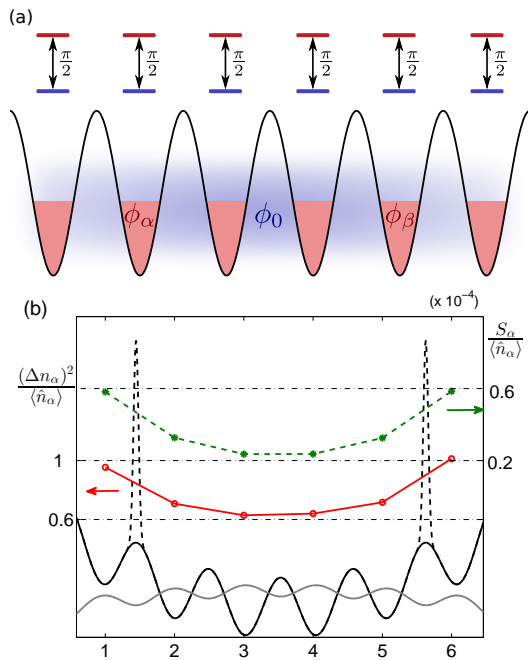 (a)
π/2 π/2 π/2 π/2 π/2 π/2
ϕ_α ϕ_0 ϕ_β
(b) (x 10^{-4})
(Δn_α)^2/⟨n̂_α⟩ S_α/⟨n̂_α⟩
0.6
1 0.2
0.6
1 2 3 4 5 6